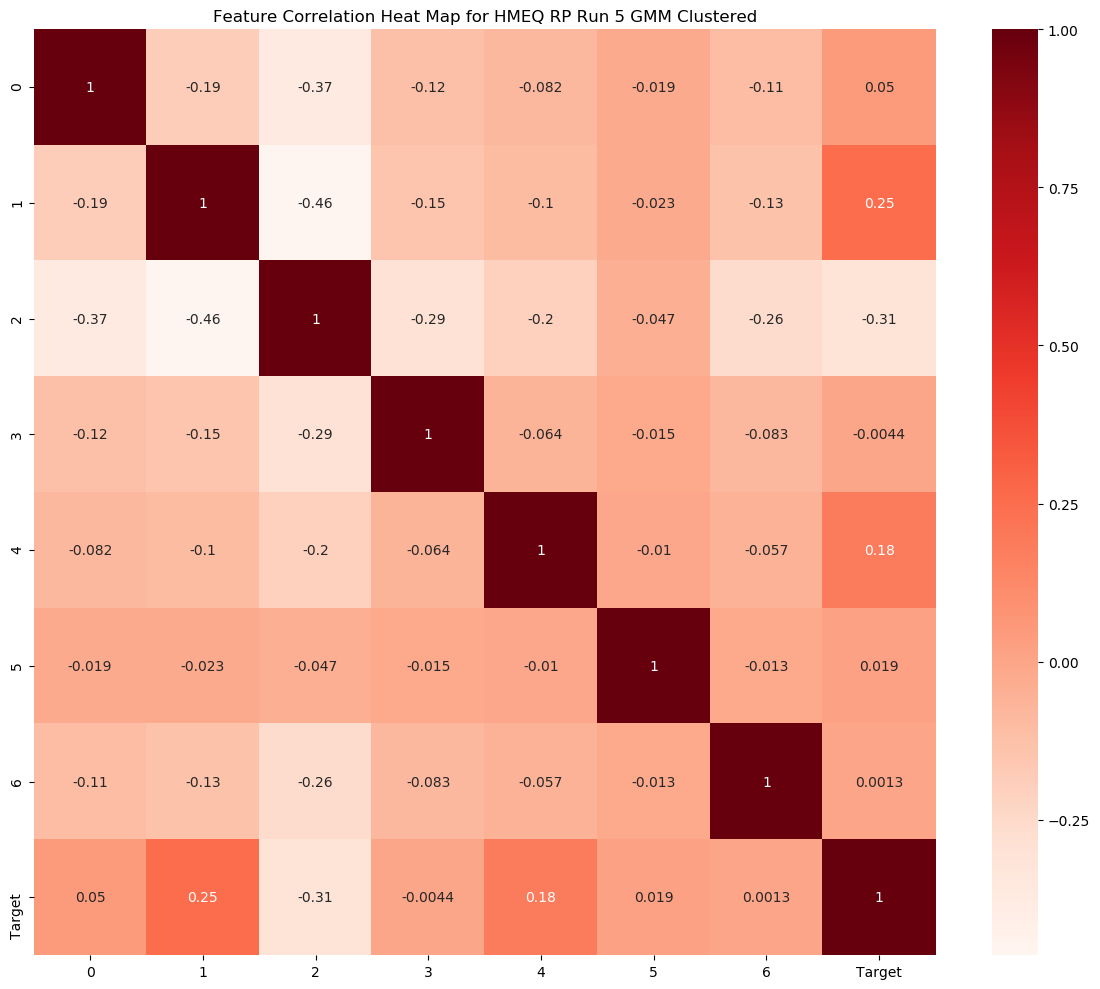 Feature Correlation Heat Map for HMEQ RP Run 5 GMM Clustered
0 1 -0.19 -0.37 -0.12 -0.082 -0.019 -0.11 0.05
1 -0.19 1 -0.46 -0.15 -0.1 -0.023 -0.13 0.25
2 -0.37 -0.46 1 -0.29 -0.2 -0.047 -0.26 -0.31
3 -0.12 -0.15 -0.29 1 -0.064 -0.015 -0.083 -0.0044
4 -0.082 -0.1 -0.2 -0.064 1 -0.01 -0.057 0.18
5 -0.019 -0.023 -0.047 -0.015 -0.01 1 -0.013 0.019
6 -0.11 -0.13 -0.26 -0.083 -0.057 -0.013 1 0.0013
Target 0.05 0.25 -0.31 -0.0044 0.18 0.019 0.0013 1
0 1 2 3 4 5 6 Target
1.00
0.75
0.50
0.25
0.00
−0.25